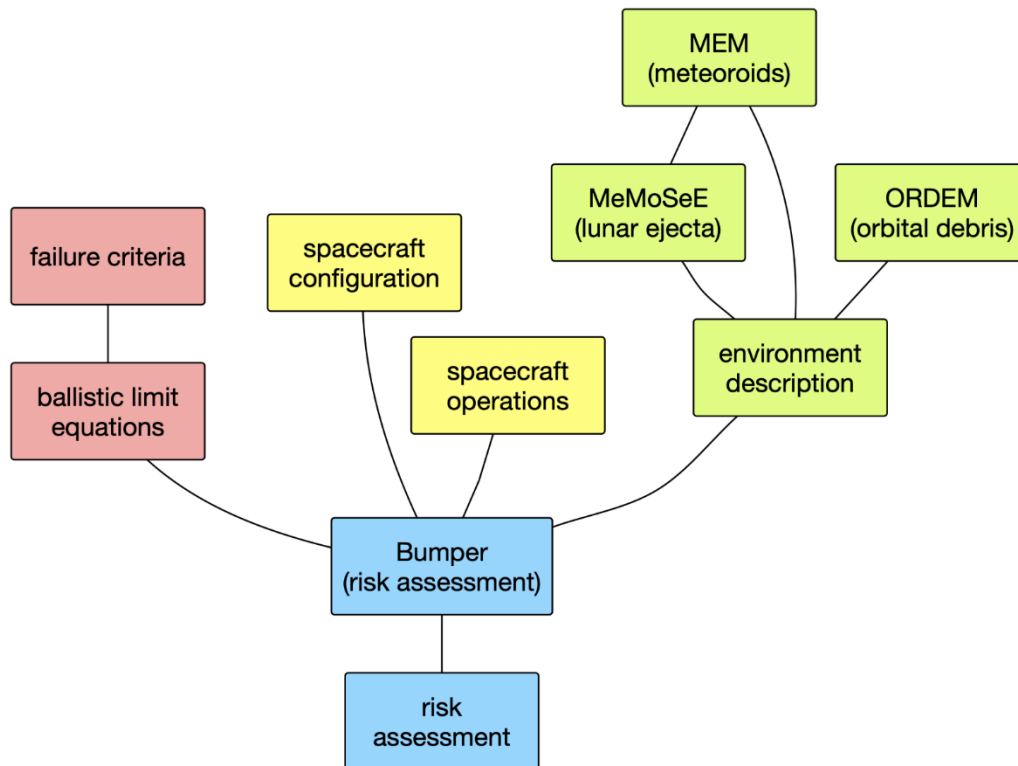 MEM
(meteoroids)
MeMoSeE
(lunar ejecta)
ORDEM
(orbital debris)
failure criteria
spacecraft
configuration
environment
description
spacecraft
operations
ballistic limit
equations
Bumper
(risk assessment)
risk
assessment